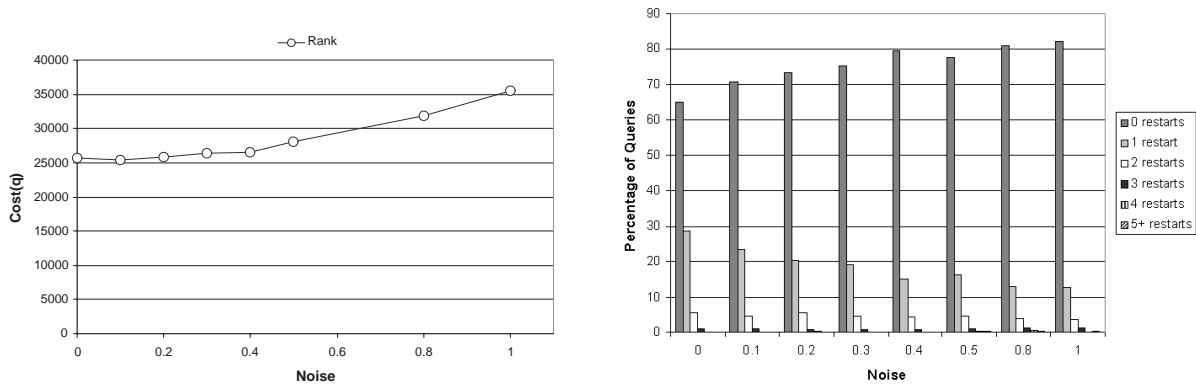 Rank
40000
35000
30000
25000
20000
15000
10000
5000
0
Cost(q)
0 0.2 0.4 0.6 0.8 1
Noise
90
80
70
60
50
40
30
20
10
0
Percentage of Queries
0 0.1 0.2 0.3 0.4 0.5 0.8 1
Noise
0 restarts
1 restart
2 restarts
3 restarts
4 restarts
5+ restarts